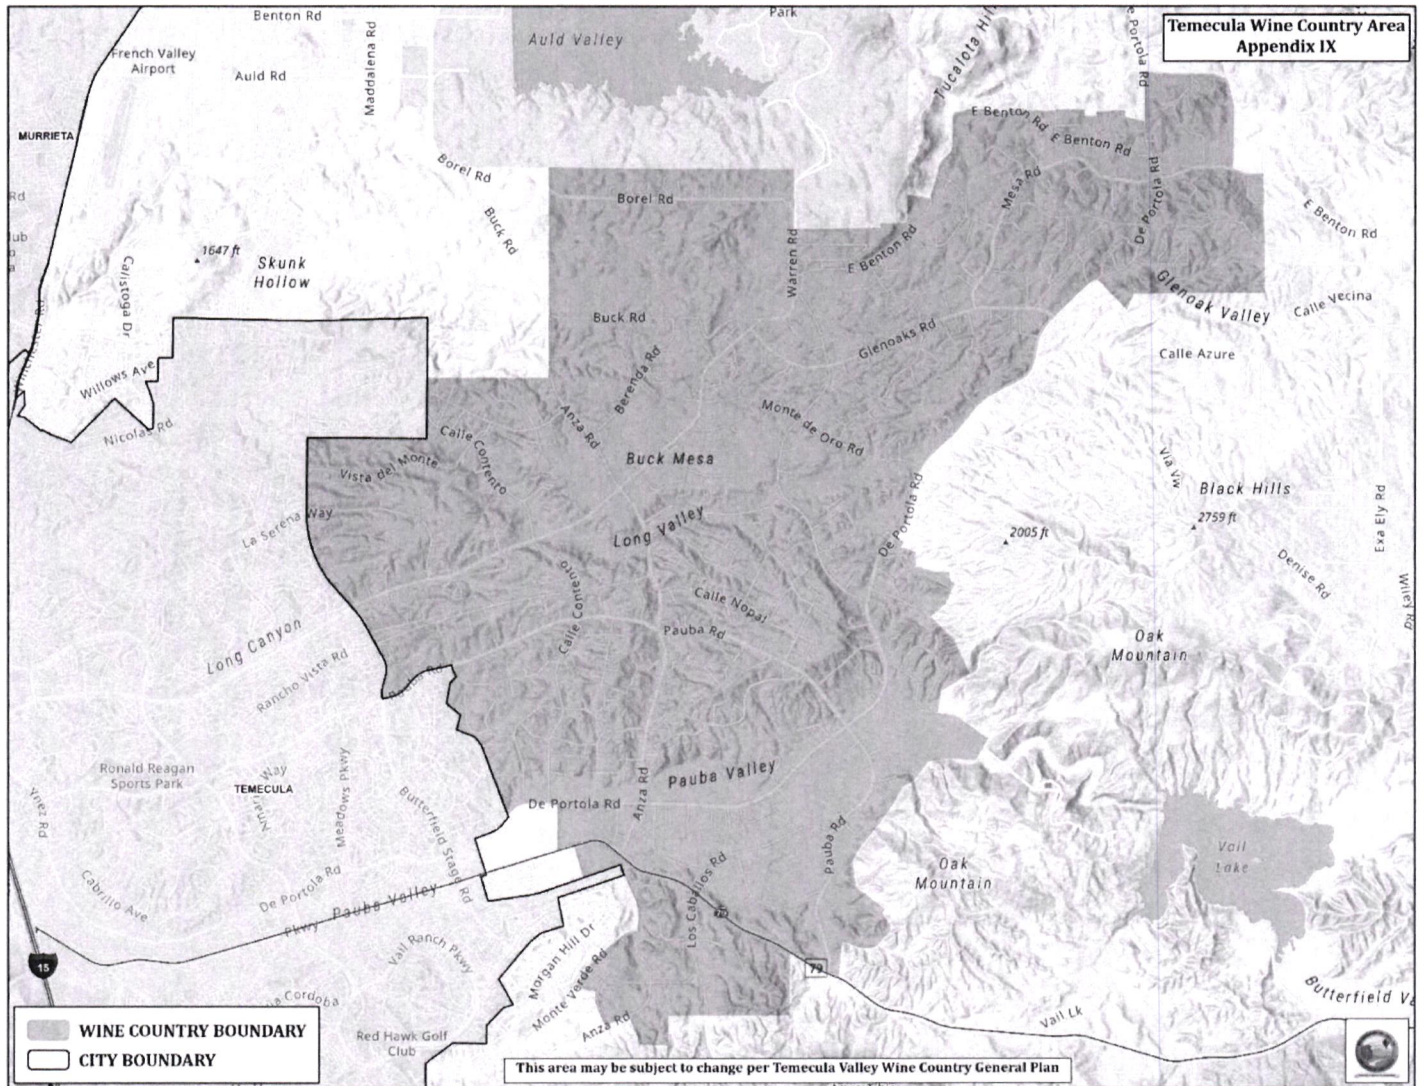 Benton Rd
Park
Temecula Wine Country Area
Appendix IX
Maddalena Rd
Auld Valley
Tucalota Hill
e Portola Rd
French Valley
Airport
Auld Rd
MURRIETA
E Benton Rd
E Benton Rd
Borel Rd
Mesa Rd
De Portola Rd
Rd
Borel Rd
E Benton Rd
Buck Rd
Warren Rd
E Benton Rd
1647 ft
Skunk
Hollow
Calistoga Dr
Glenoak Valley
Calle Vecina
Buck Rd
Glenoaks Rd
Calle Azure
Willows Ave
Berenda Rd
Nicolas Rd
Anza Rd
Monte de Oro Rd
Calle Contento
Buck Mesa
Vista del Monte
Via Vw
Black Hills
2759 ft
Exa Ely Rd
La Serena Way
Long Valley
De Portola Rd
2005 ft
Denise Rd
Wiley Rd
Calle Contento
Calle Nopal
Long Canyon
Pauba Rd
Oak
Mountain
Rancho Vista Rd
Ronald Reagan
Sports Park
Way
TEMECULA
Meadows Pkwy
Pauba Valley
Ynez Rd
Butterfield Stage Rd
De Portola Rd
Anza Rd
Pauba Rd
Vail
Lake
Oak
Mountain
Cabrillo Ave
De Portola Rd
Pauba Valley
Pkwy
Los Caballos Rd
Vail Ranch Pkwy
Morgan Hill Dr
79
15
Monte Verde Rd
Cordoba
Anza Rd
Vail Lk
Butterfield Va
WINE COUNTRY BOUNDARY
CITY BOUNDARY
Red Hawk Golf
Club
This area may be subject to change per Temecula Valley Wine Country General Plan